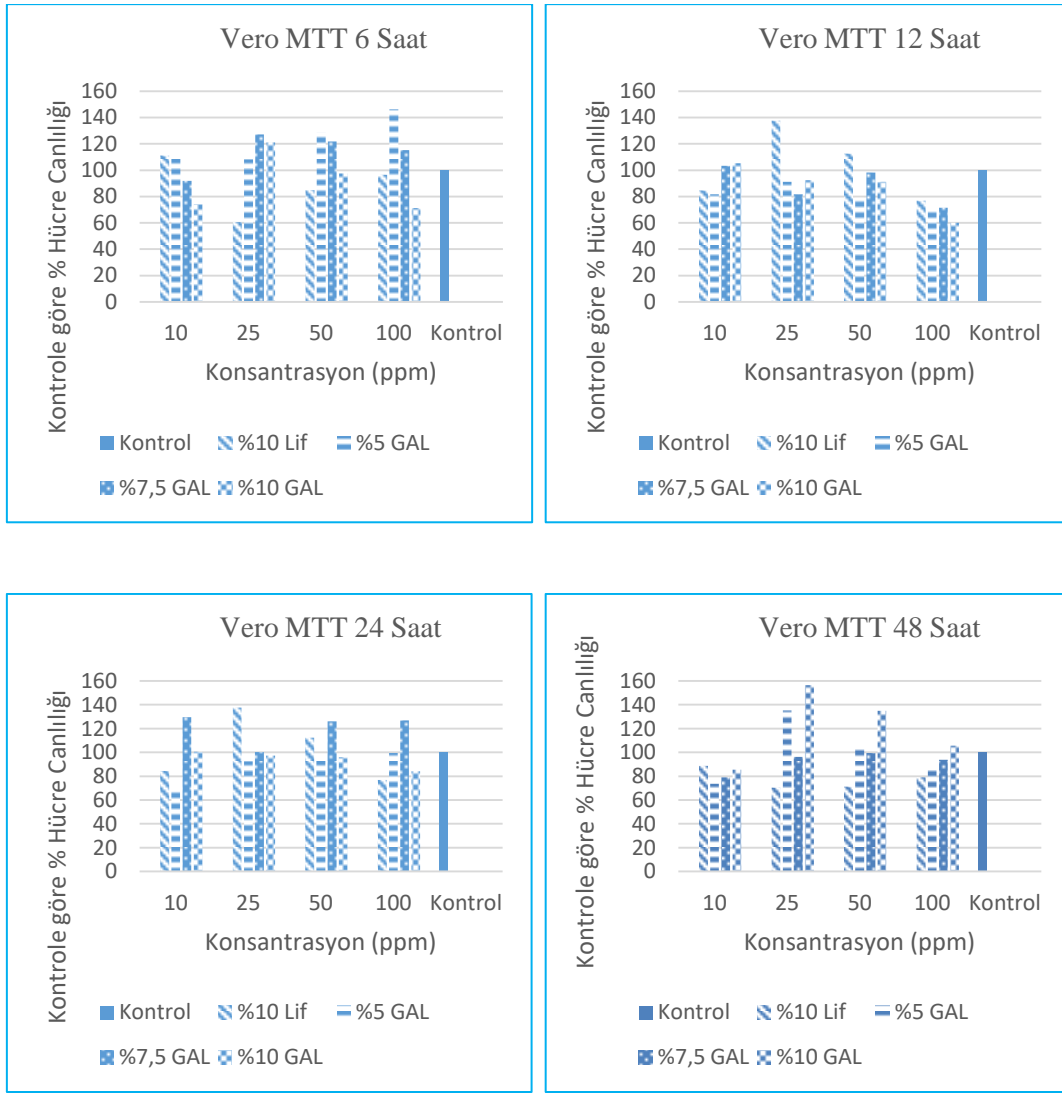 Vero MTT 6 Saat
Kontrole göre % Hücre Canlılığı
160
140
120
100
80
60
40
20
0
10 25 50 100 Kontrol
Konsantrasyon (ppm)
Kontrol %10 Lif %5 GAL
%7,5 GAL %10 GAL
Vero MTT 12 Saat
Kontrole göre % Hücre Canlılığı
160
140
120
100
80
60
40
20
0
10 25 50 100 Kontrol
Konsantrasyon (ppm)
Kontrol %10 Lif %5 GAL
%7,5 GAL %10 GAL
Vero MTT 24 Saat
Kontrole göre % Hücre Canlılığı
160
140
120
100
80
60
40
20
0
10 25 50 100 Kontrol
Konsantrasyon (ppm)
Kontrol %10 Lif %5 GAL
%7,5 GAL %10 GAL
Vero MTT 48 Saat
Kontrole göre % Hücre Canlılığı
160
140
120
100
80
60
40
20
0
10 25 50 100 Kontrol
Konsantrasyon (ppm)
Kontrol %10 Lif %5 GAL
%7,5 GAL %10 GAL